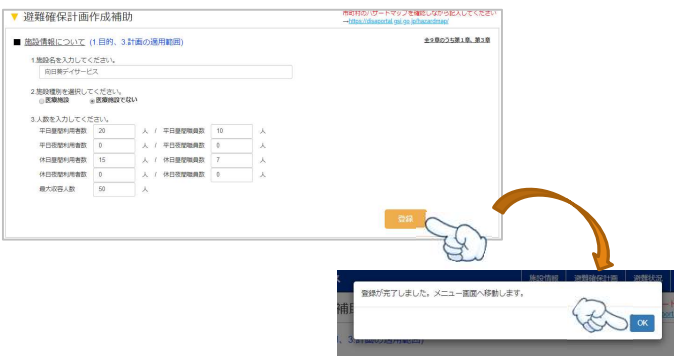 ▼ 避難確保計画作成補助
市町村のハザードマップを確認しながら記入してください
→https://disaportal.gsi.go.jp/hazardmap/
■ 施設情報について (1.目的、3.計画の適用範囲)
全9章のうち第1章、第3章
1.施設名を入力してください。
向日葵デイサービス
2.施設種別を選択してください。
医療施設 医療施設でない
3.人数を入力してください。
平日昼間利用者数 20 人 / 平日昼間職員数 10 人
平日夜間利用者数 0 人 / 平日夜間職員数 0 人
休日昼間利用者数 15 人 / 休日昼間職員数 7 人
休日夜間利用者数 0 人 / 休日夜間職員数 0 人
最大収容人数 50 人
登録
施設情報 避難確保計画 避難状況
登録が完了しました。メニュー画面へ移動します。
補
OK
、3.計画の適用範囲)